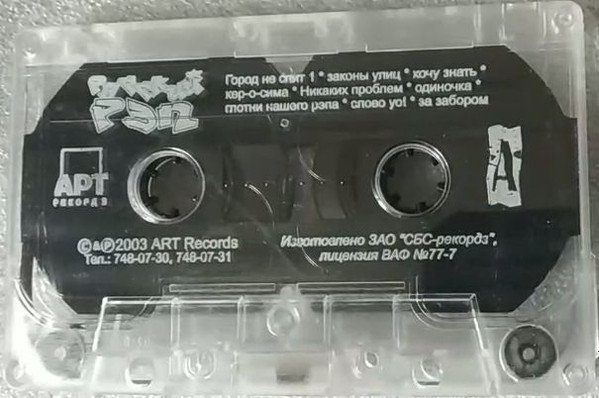 Русский
РЭП
Город не спит 1 * законы улиц * хочу знать *
кер-о-сима * Никаких проблем * одиночка *
глотни нашего рэпа * слово yo! * за забором
А
АРТ
РЕКОРДЗ
©&℗2003 ART Records
Тел.: 748-07-30, 748-07-31
Изготовлено ЗАО "СБС-рекордз",
лицензия ВАФ №77-7